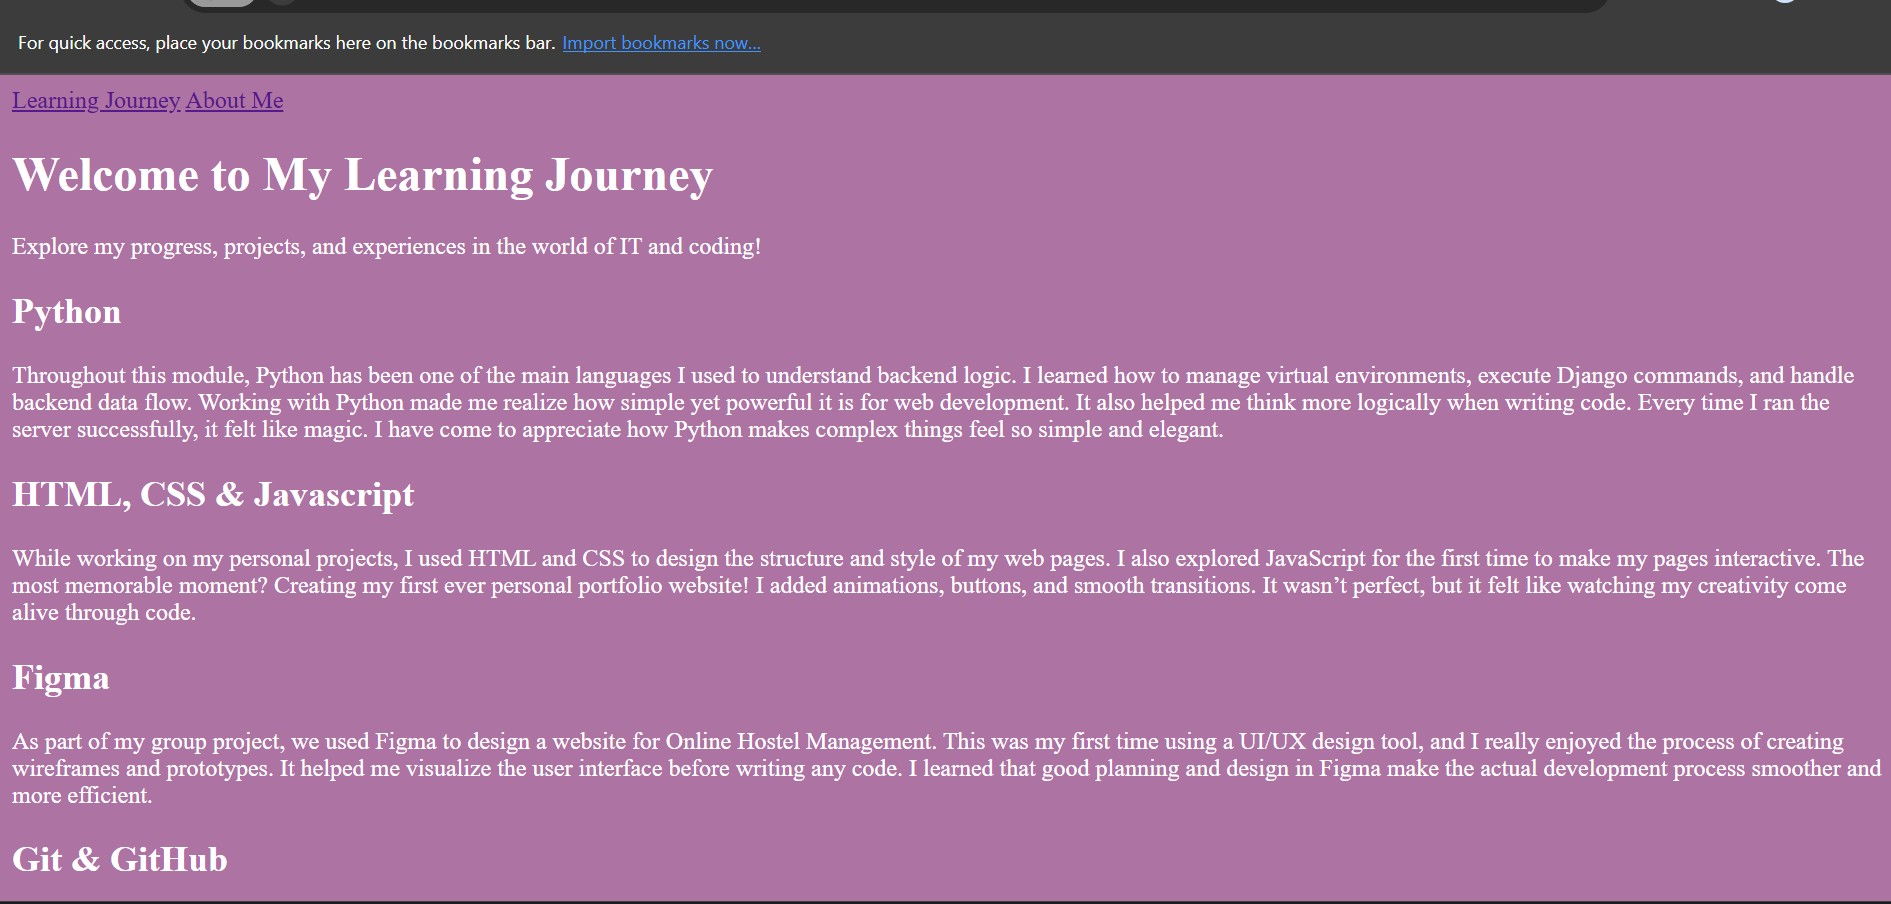 For quick access, place your bookmarks here on the bookmarks bar. Import bookmarks now...
Learning Journey About Me
Welcome to My Learning Journey
Explore my progress, projects, and experiences in the world of IT and coding!
Python
Throughout this module, Python has been one of the main languages I used to understand backend logic. I learned how to manage virtual environments, execute Django commands, and handle
backend data flow. Working with Python made me realize how simple yet powerful it is for web development. It also helped me think more logically when writing code. Every time I ran the
server successfully, it felt like magic. I have come to appreciate how Python makes complex things feel so simple and elegant.
HTML, CSS & Javascript
While working on my personal projects, I used HTML and CSS to design the structure and style of my web pages. I also explored JavaScript for the first time to make my pages interactive. The
most memorable moment? Creating my first ever personal portfolio website! I added animations, buttons, and smooth transitions. It wasn’t perfect, but it felt like watching my creativity come
alive through code.
Figma
As part of my group project, we used Figma to design a website for Online Hostel Management. This was my first time using a UI/UX design tool, and I really enjoyed the process of creating
wireframes and prototypes. It helped me visualize the user interface before writing any code. I learned that good planning and design in Figma make the actual development process smoother and
more efficient.
Git & GitHub